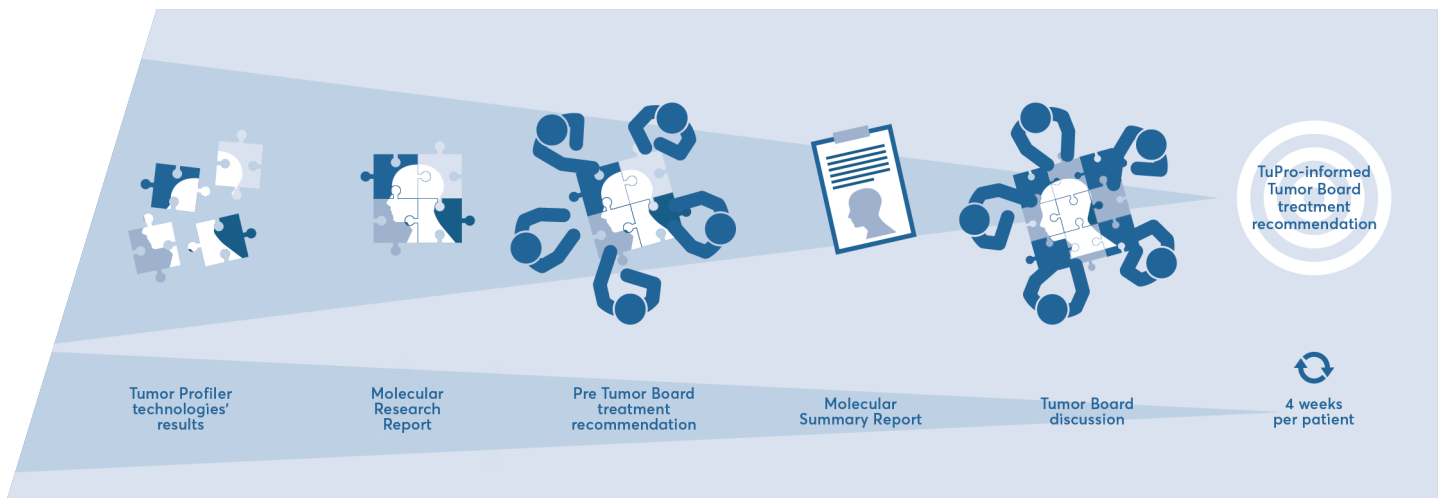 TuPro-informed
Tumor Board
treatment
recommendation
Tumor Profiler
technologies'
results
Molecular
Research
Report
Pre Tumor Board
treatment
recommendation
Molecular
Summary Report
Tumor Board
discussion
4 weeks
per patient